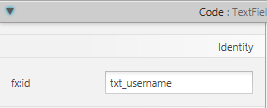 Code : TextFiel
Identity
fx:id txt_username